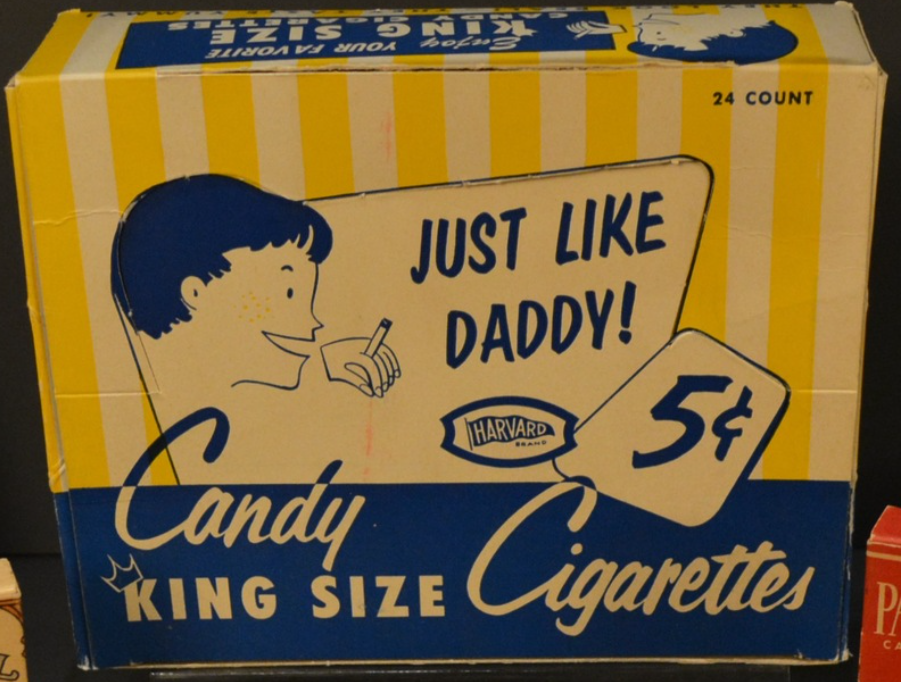 Enjoy
YOUR FAVORITE
KING SIZE
CANDY CIGARETTES
24 COUNT
JUST LIKE
DADDY!
HARVARD
BRAND
5¢
Candy
KING SIZE
Cigarettes